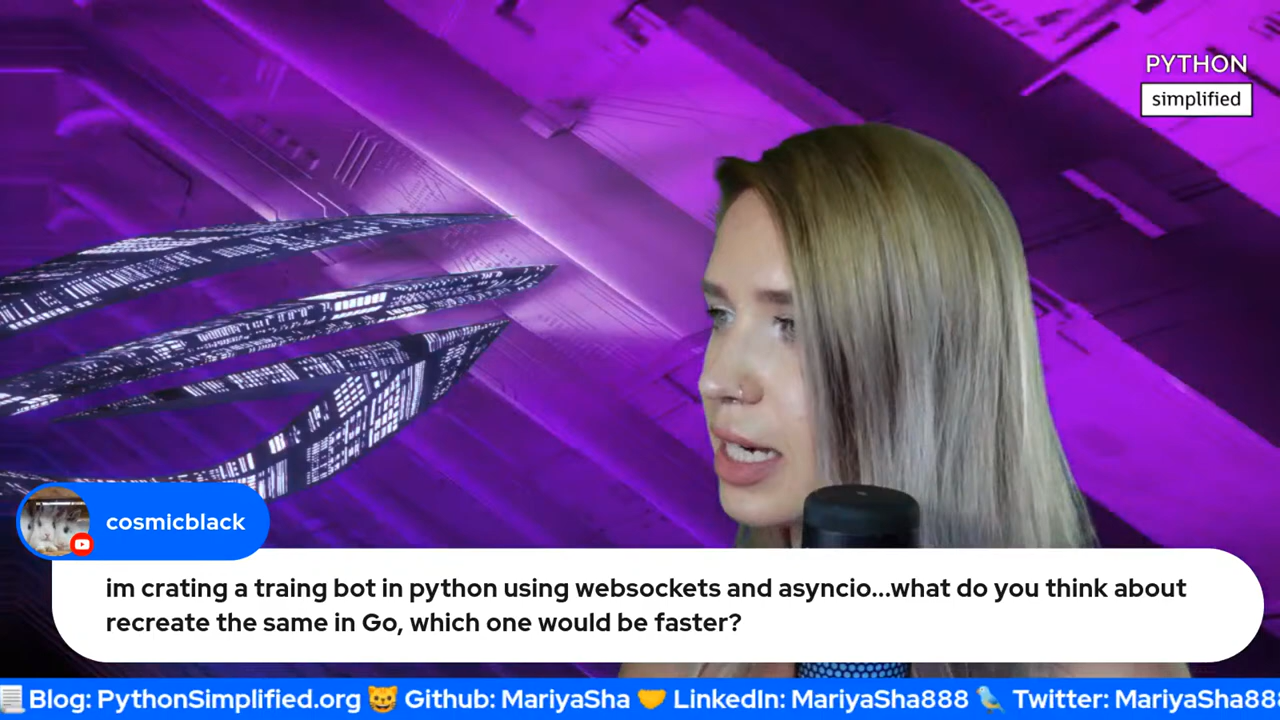 PYTHON
simplified
cosmicblack
im crating a traing bot in python using websockets and asyncio...what do you think about
recreate the same in Go, which one would be faster?
Blog: PythonSimplified.org 😺 Github: MariyaSha 🤝 LinkedIn: MariyaSha888 🐦 Twitter: MariyaSha88